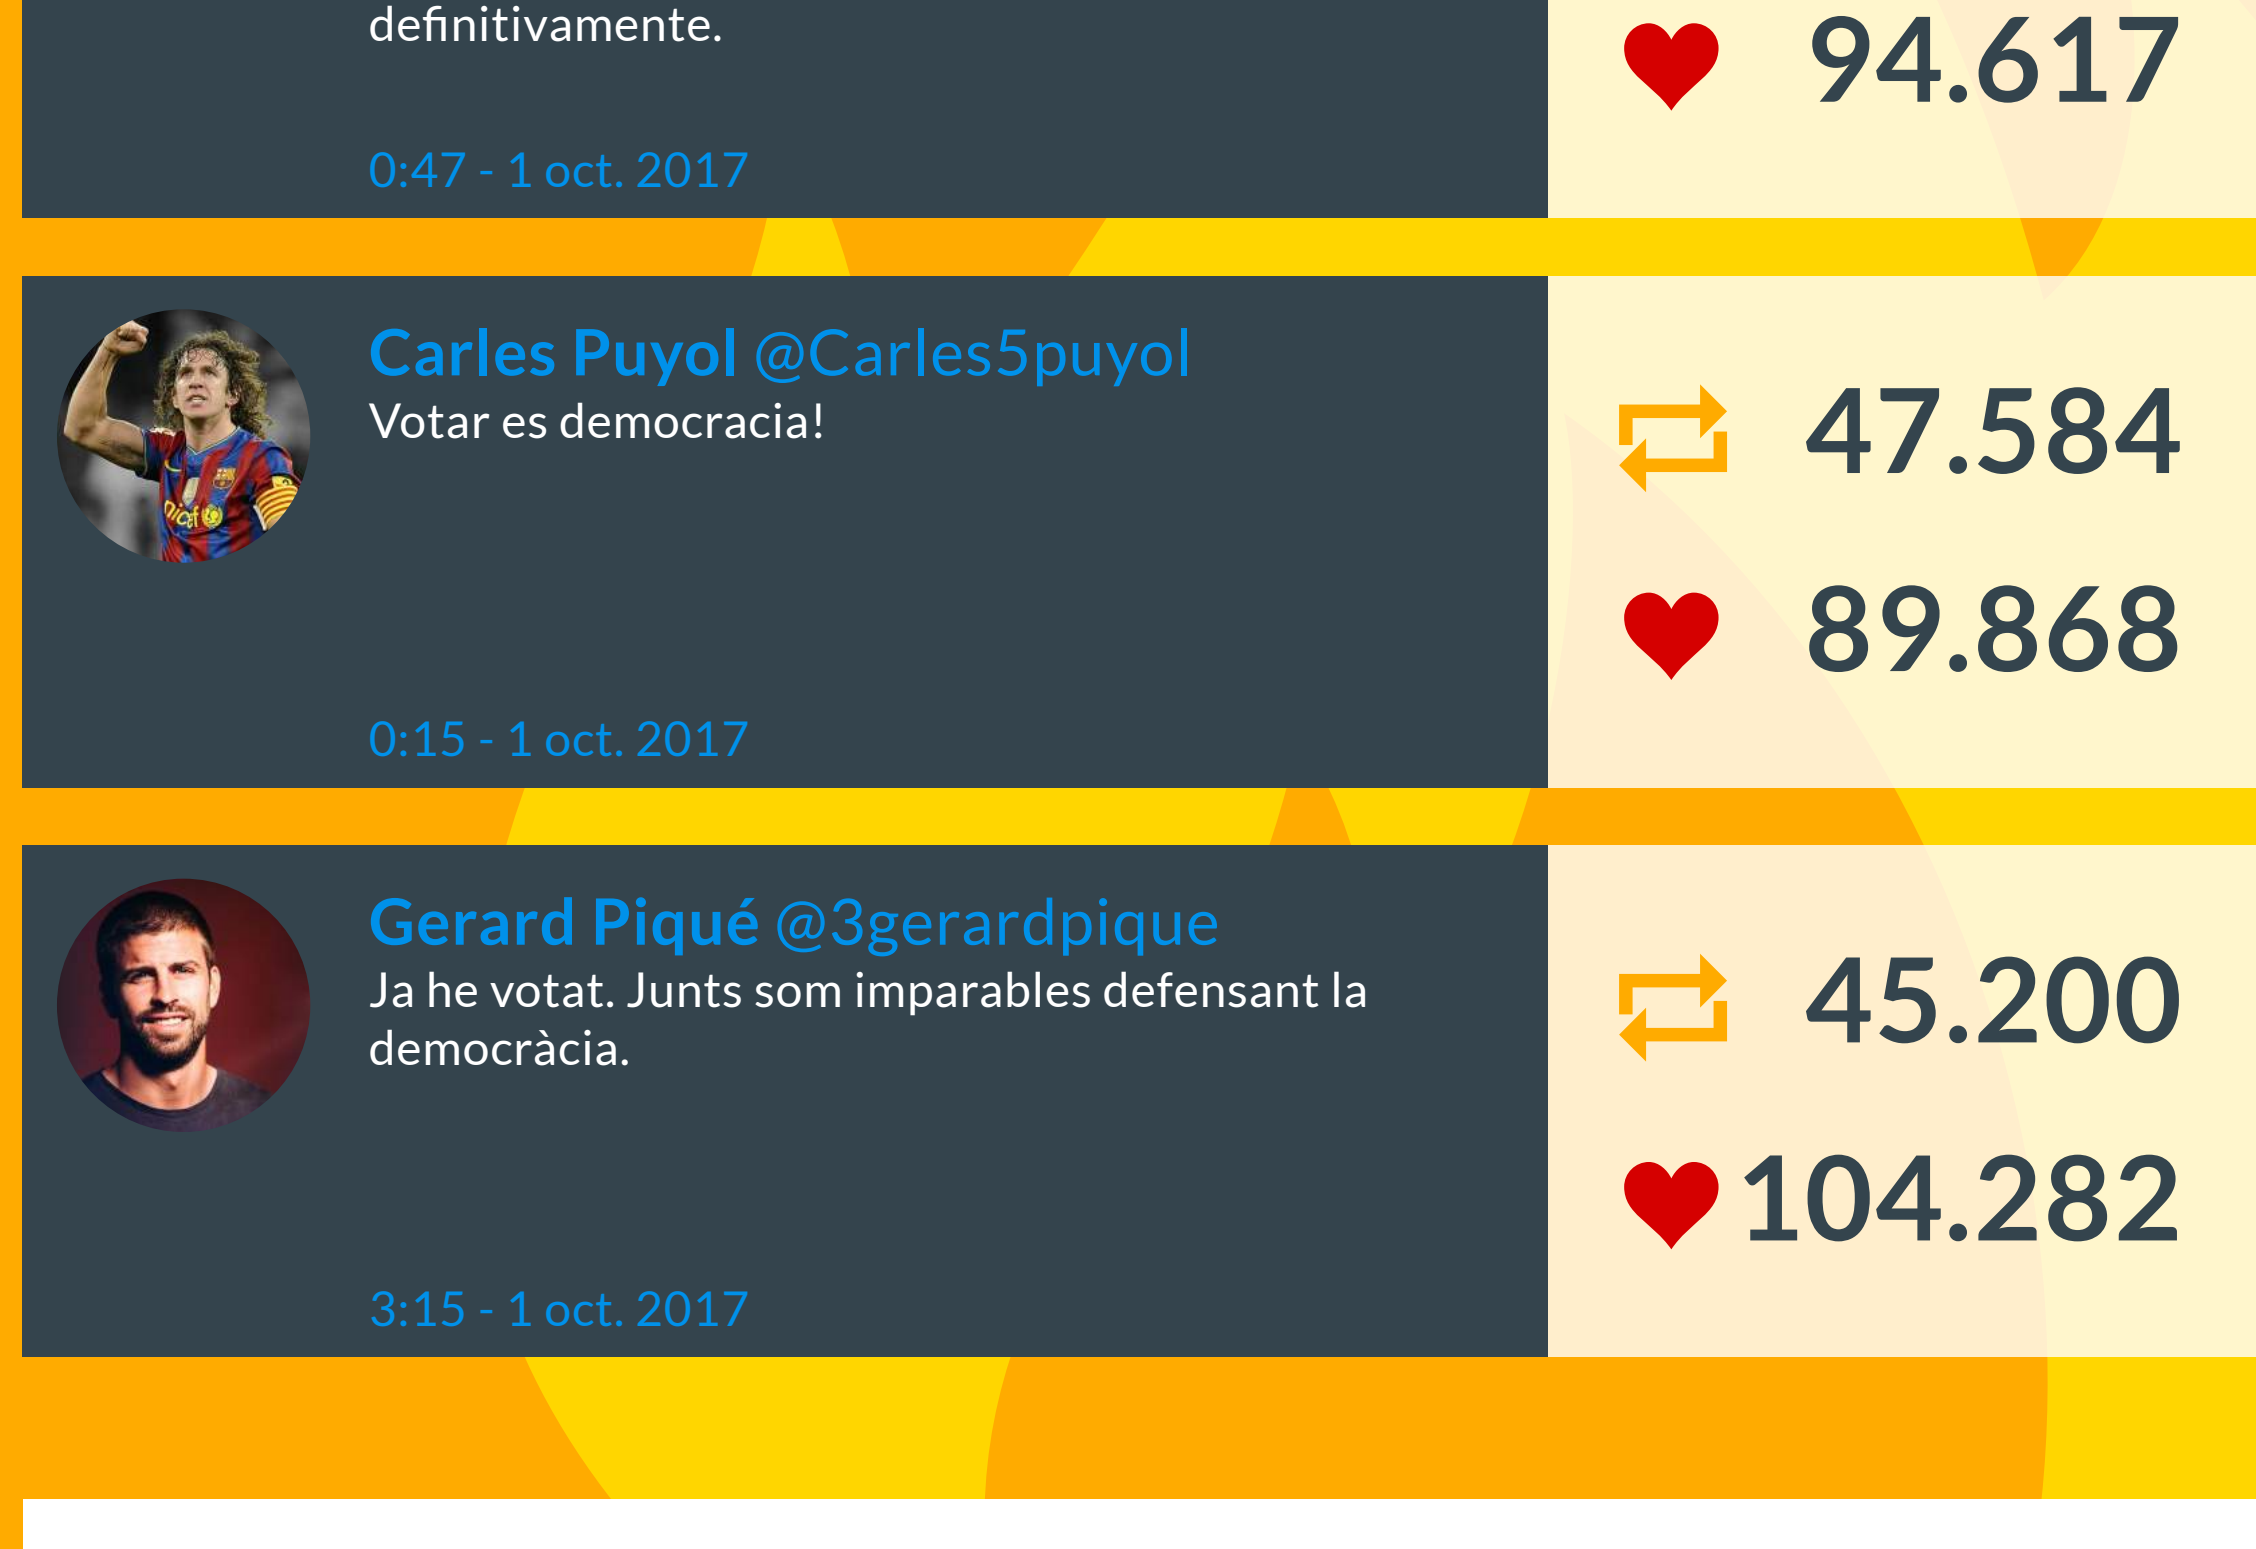 definitivamente.
94.617
0:47 - 1 oct. 2017
Carles Puyol @Carles5puyol
Votar es democracia!
47.584
unicef
89.868
0:15 - 1 oct. 2017
Gerard Piqué @3gerardpique
Ja he votat. Junts som imparables defensant la
democràcia.
45.200
104.282
3:15 - 1 oct. 2017